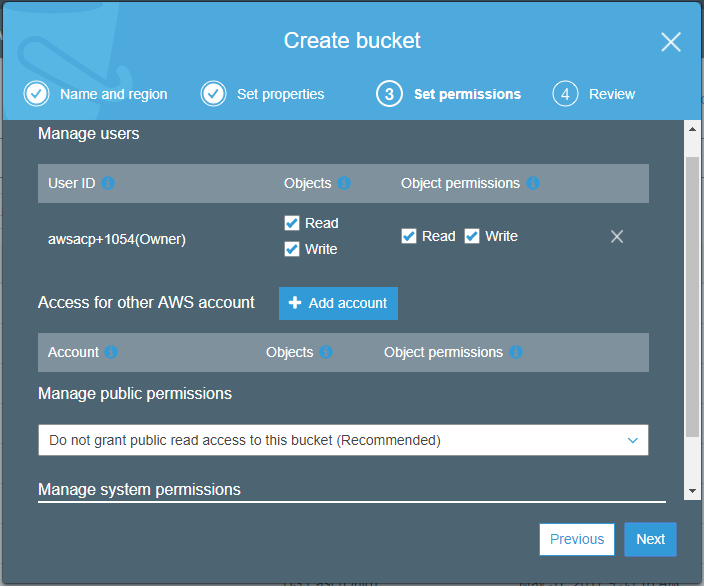 Create bucket
Name and region
Set properties
3 Set permissions
4 Review
Manage users
User ID Objects Object permissions
awsacp+1054(Owner)
Read
Write
Read Write
Access for other AWS account
Add account
Account Objects Object permissions
Manage public permissions
Do not grant public read access to this bucket (Recommended)
Manage system permissions
Previous Next